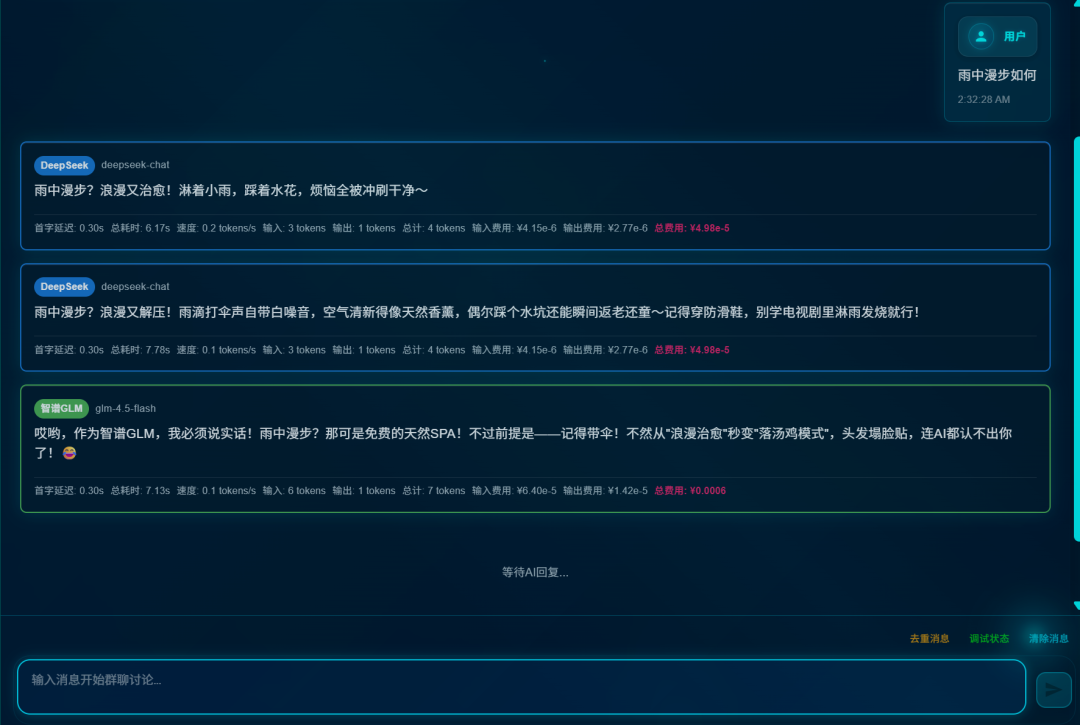 用户
雨中漫步如何
2:32:28 AM
DeepSeek deepseek-chat
雨中漫步？浪漫又治愈！淋着小雨，踩着水花，烦恼全被冲刷干净～
首字延迟: 0.30s 总耗时: 6.17s 速度: 0.2 tokens/s 输入: 3 tokens 输出: 1 tokens 总计: 4 tokens 输入费用: ¥4.15e-6 输出费用: ¥2.77e-6 总费用: ¥4.98e-5
DeepSeek deepseek-chat
雨中漫步？浪漫又解压！雨滴打伞声自带白噪音，空气清新得像天然香薰，偶尔踩个水坑还能瞬间返老还童～记得穿防滑鞋，别学电视剧里淋雨发烧就行！
首字延迟: 0.30s 总耗时: 7.78s 速度: 0.1 tokens/s 输入: 3 tokens 输出: 1 tokens 总计: 4 tokens 输入费用: ¥4.15e-6 输出费用: ¥2.77e-6 总费用: ¥4.98e-5
智谱GLM glm-4.5-flash
哎哟，作为智谱GLM，我必须说实话！雨中漫步？那可是免费的天然SPA！不过前提是——记得带伞！不然从"浪漫治愈"秒变"落汤鸡模式"，头发塌脸贴，连AI都认不出你
了！😂
首字延迟: 0.30s 总耗时: 7.13s 速度: 0.1 tokens/s 输入: 6 tokens 输出: 1 tokens 总计: 7 tokens 输入费用: ¥6.40e-5 输出费用: ¥1.42e-5 总费用: ¥0.0006
等待AI回复...
去重消息 调试状态 清除消息
输入消息开始群聊讨论...